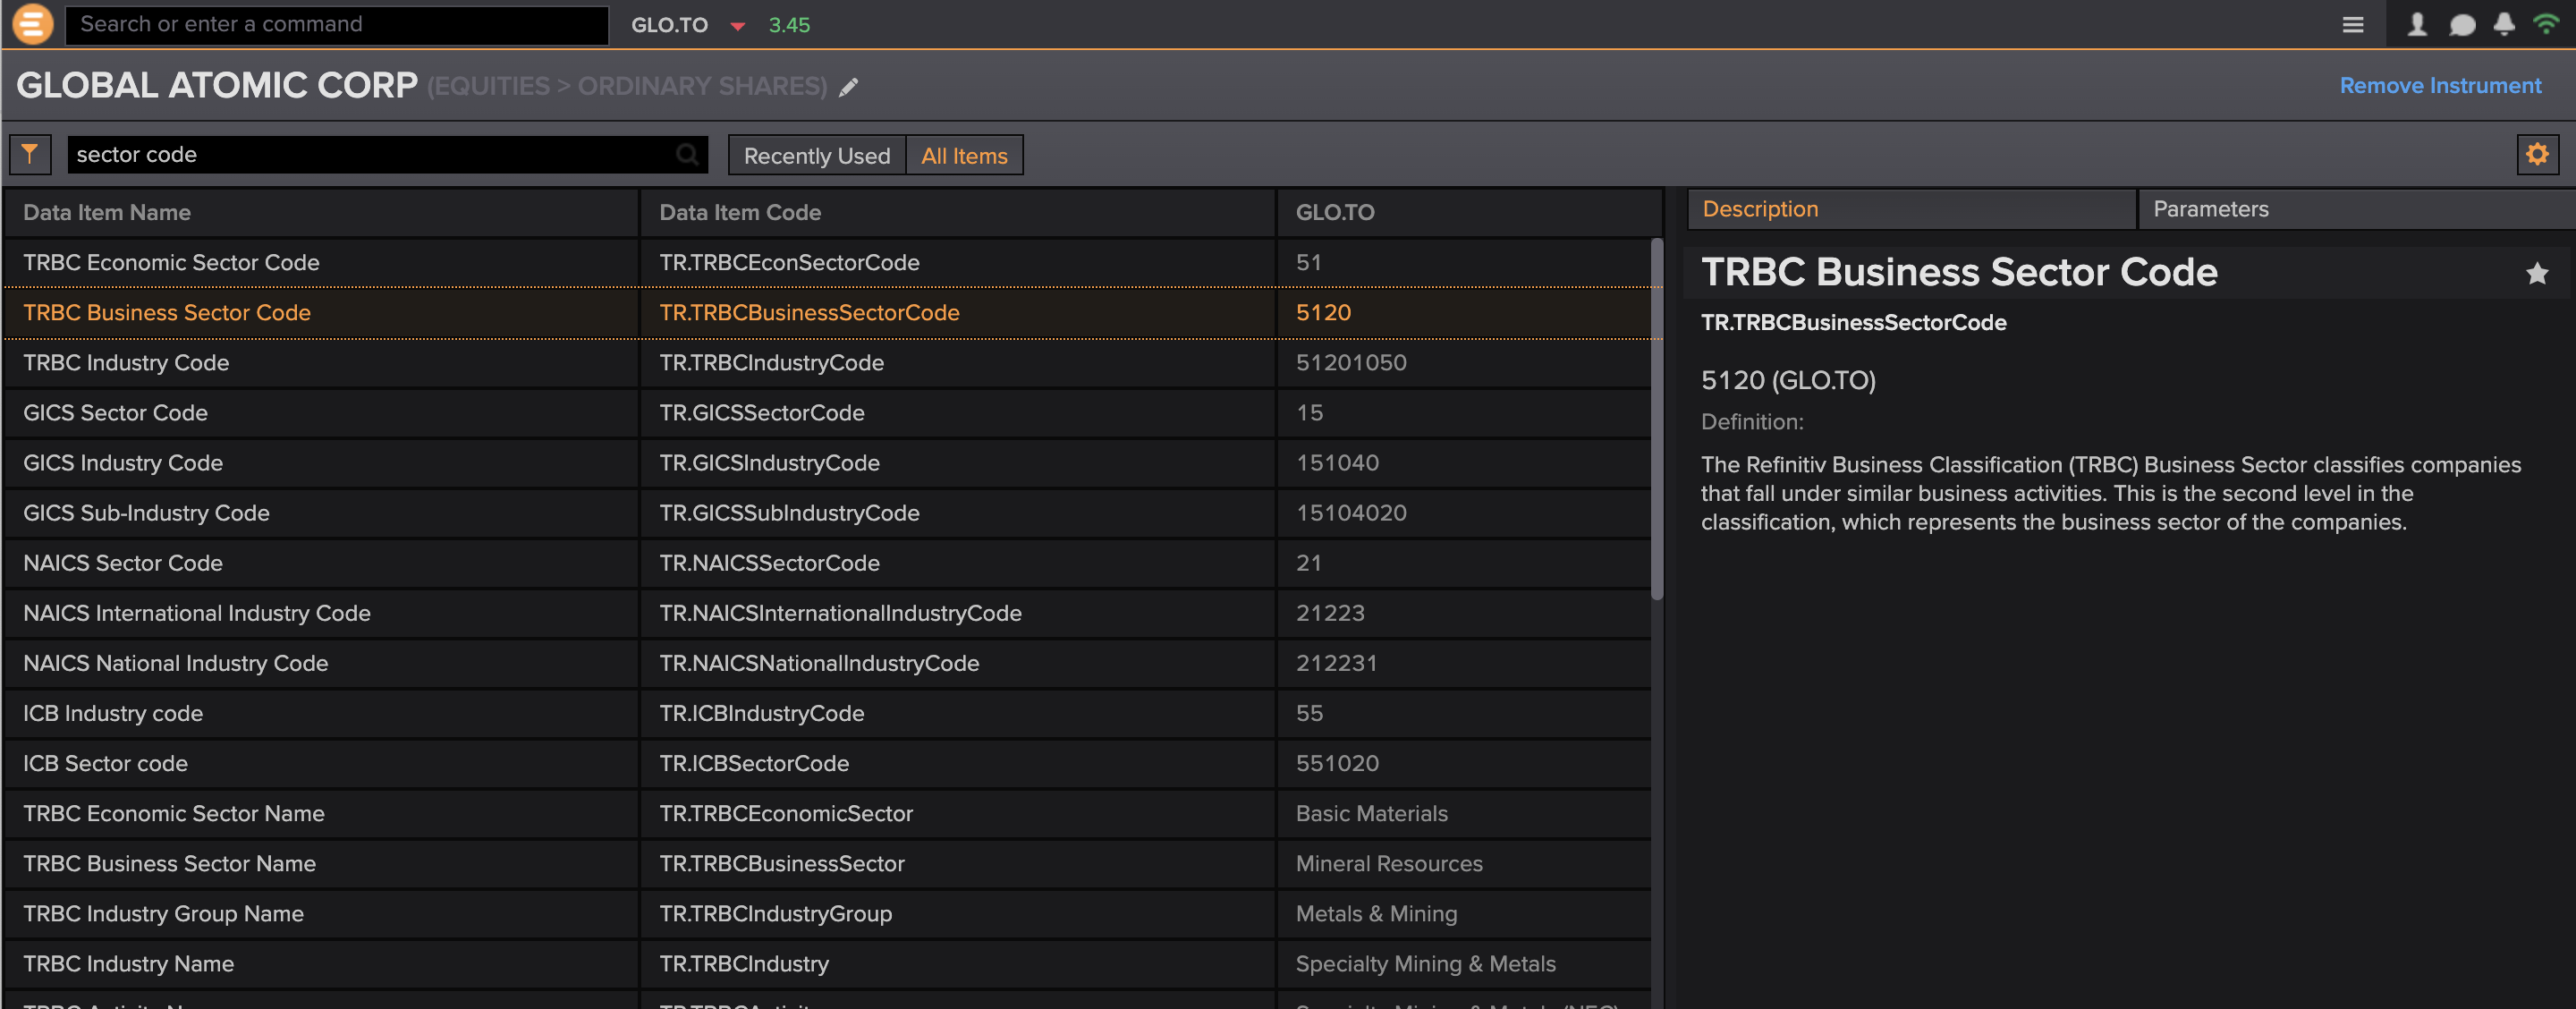 Search or enter a command GLO.TO 3.45
GLOBAL ATOMIC CORP (EQUITIES > ORDINARY SHARES) Remove Instrument
sector code Recently Used All Items
Data Item Name Data Item Code GLO.TO
TRBC Economic Sector Code TR.TRBCEconSectorCode 51
TRBC Business Sector Code TR.TRBCBusinessSectorCode 5120
TRBC Industry Code TR.TRBCIndustryCode 51201050
GICS Sector Code TR.GICSSectorCode 15
GICS Industry Code TR.GICSIndustryCode 151040
GICS Sub-Industry Code TR.GICSSubIndustryCode 15104020
NAICS Sector Code TR.NAICSSectorCode 21
NAICS International Industry Code TR.NAICSInternationalIndustryCode 21223
NAICS National Industry Code TR.NAICSNationalIndustryCode 212231
ICB Industry code TR.ICBIndustryCode 55
ICB Sector code TR.ICBSectorCode 551020
TRBC Economic Sector Name TR.TRBCEconomicSector Basic Materials
TRBC Business Sector Name TR.TRBCBusinessSector Mineral Resources
TRBC Industry Group Name TR.TRBCIndustryGroup Metals & Mining
TRBC Industry Name TR.TRBCIndustry Specialty Mining & Metals
Description Parameters
TRBC Business Sector Code
TR.TRBCBusinessSectorCode
5120 (GLO.TO)
Definition:
The Refinitiv Business Classification (TRBC) Business Sector classifies companies
that fall under similar business activities. This is the second level in the
classification, which represents the business sector of the companies.